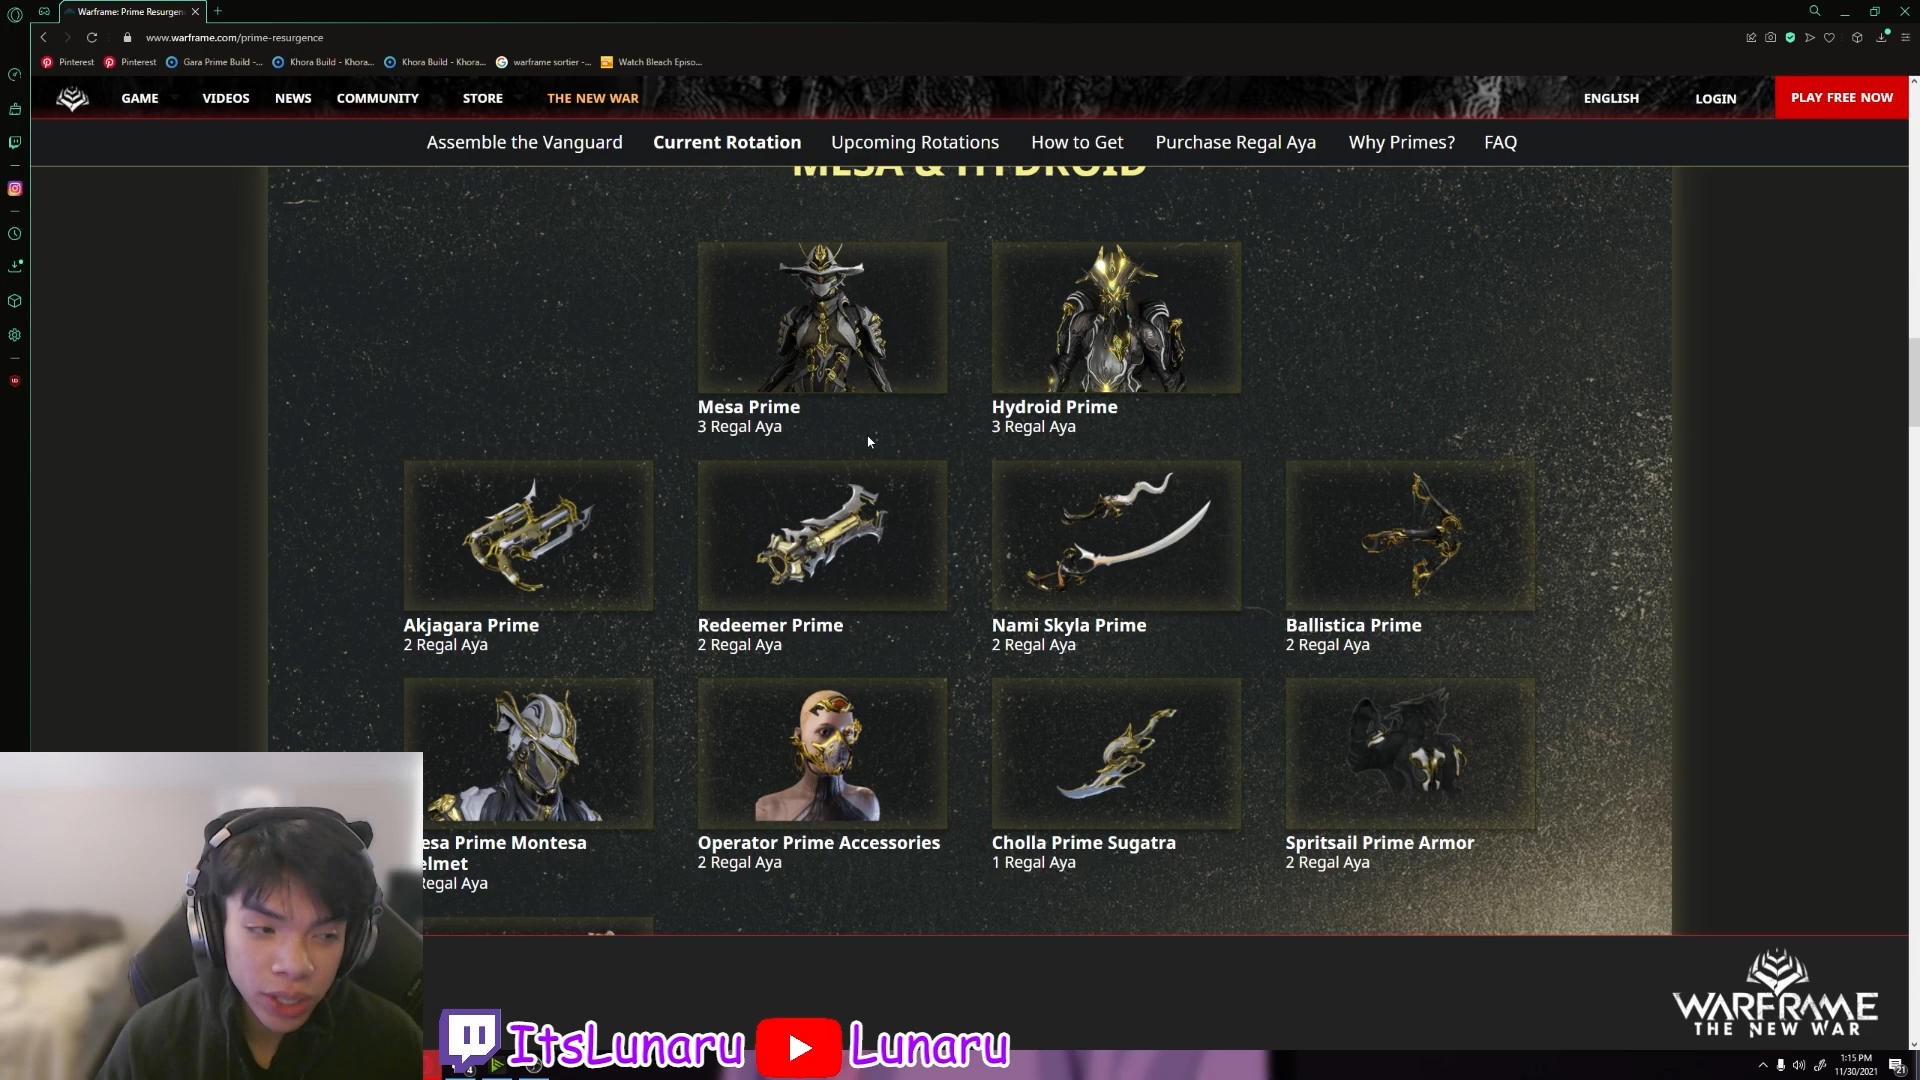 Warframe: Prime Resurgen
www.warframe.com/prime-resurgence
Pinterest
Pinterest
Gara Prime Build -...
Khora Build - Khora...
Khora Build - Khora...
warframe sortier -...
Watch Bleach Episo...
GAME
VIDEOS
NEWS
COMMUNITY
STORE
THE NEW WAR
ENGLISH
LOGIN
PLAY FREE NOW
Assemble the Vanguard
Current Rotation
Upcoming Rotations
How to Get
Purchase Regal Aya
Why Primes?
FAQ
MESA & HYDROID
Mesa Prime
3 Regal Aya
Hydroid Prime
3 Regal Aya
Akjagara Prime
2 Regal Aya
Redeemer Prime
2 Regal Aya
Nami Skyla Prime
2 Regal Aya
Ballistica Prime
2 Regal Aya
esa Prime Montesa
elmet
Regal Aya
Operator Prime Accessories
2 Regal Aya
Cholla Prime Sugatra
1 Regal Aya
Spritsail Prime Armor
2 Regal Aya
WARFRAME
THE NEW WAR
ItsLunaru
Lunaru
4
1:15 PM
11/30/2021
21